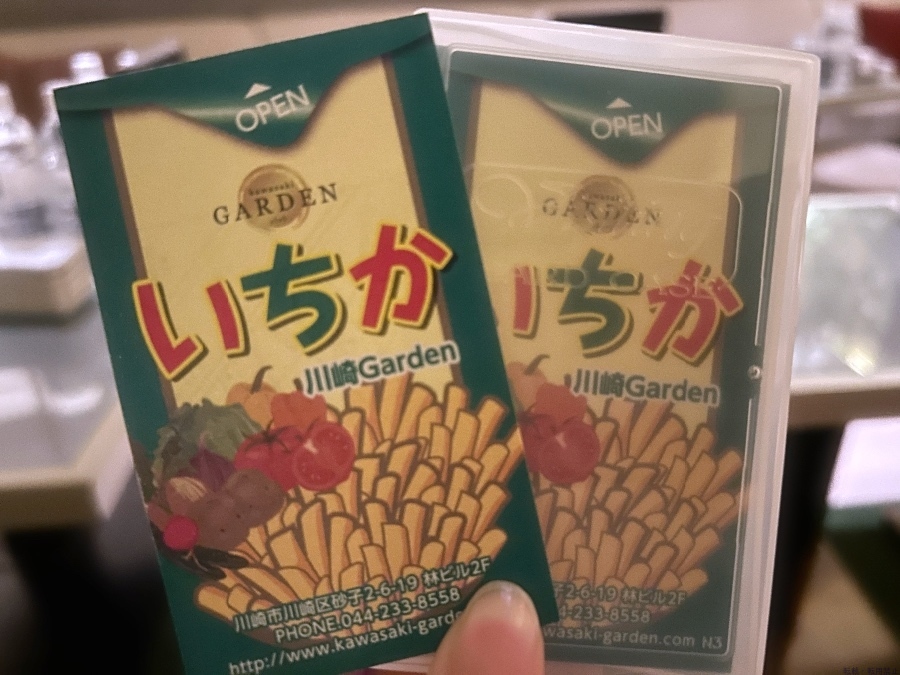 OPEN
kawasaki
GARDEN
いちか
川崎Garden
川崎市川崎区砂子2-6-19 林ビル2F
PHONE.044-233-8558
http://www.kawasaki-garde
OPEN
GARDEN
いちか
川崎Garden
2-6-19 林ビル2F
4-233-8558
wasaki-garden.com N3